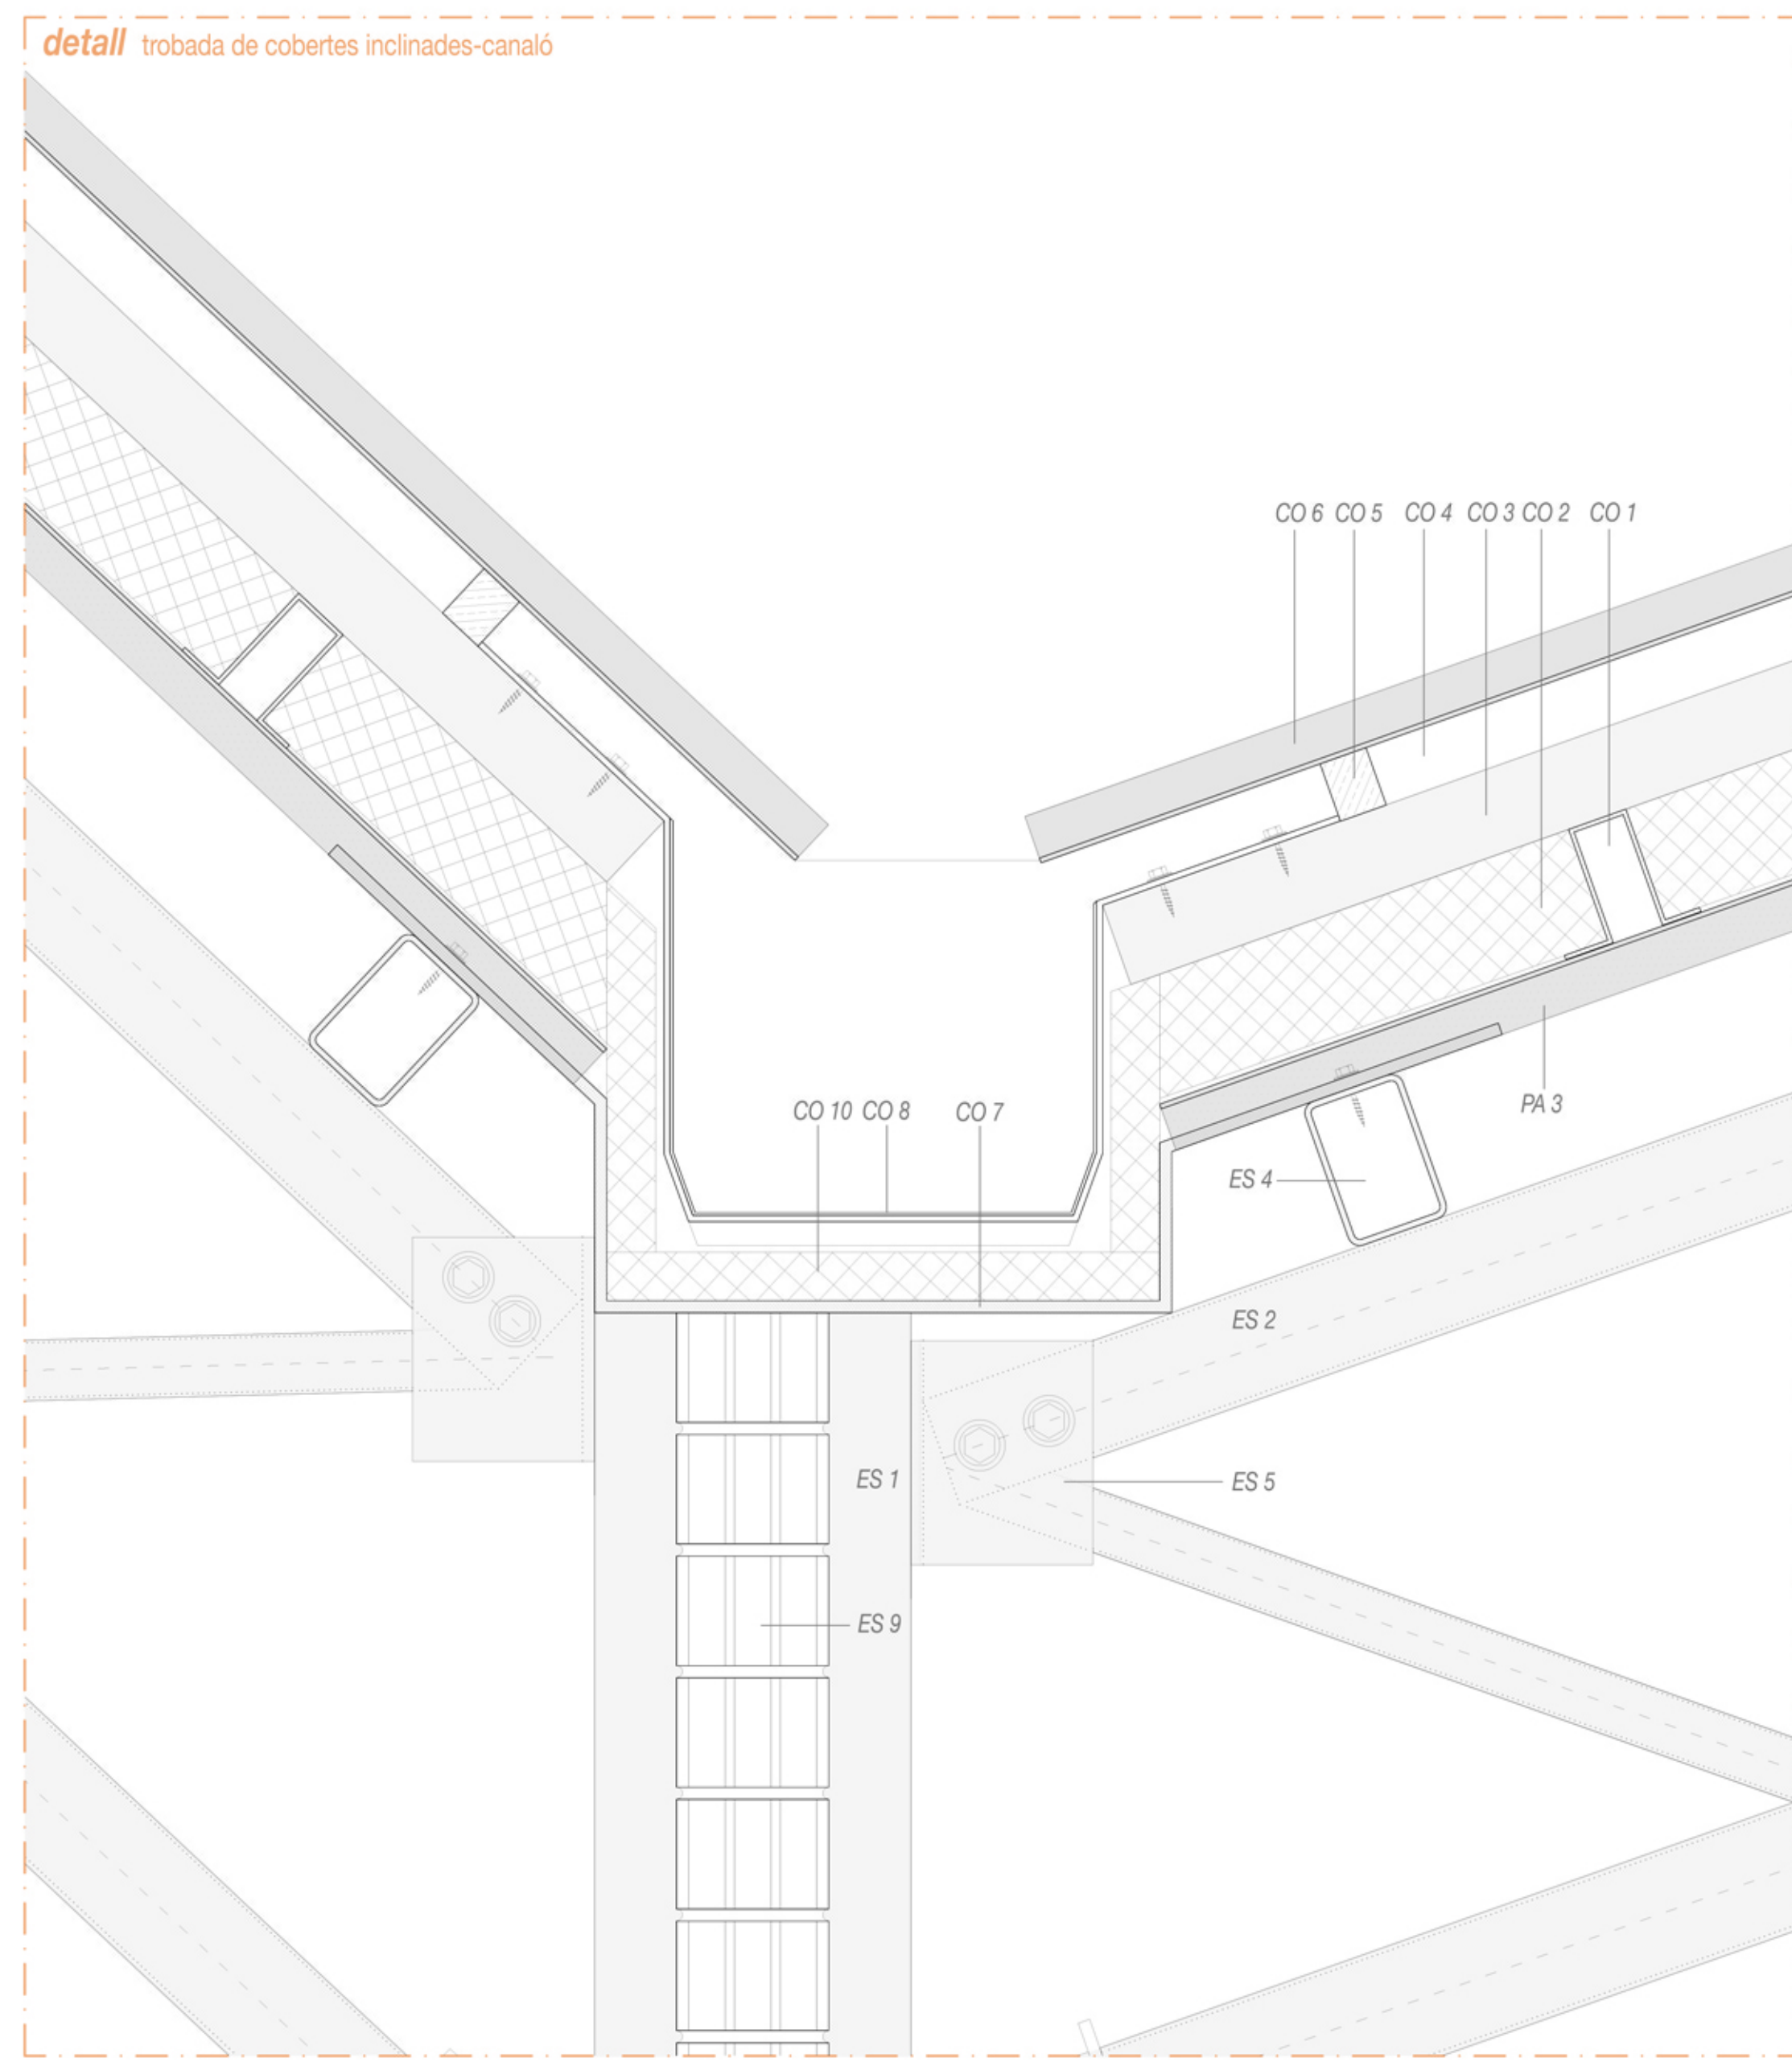 detall trobada de cobertes inclinades-canaló
CO 6 CO 5 CO 4 CO 3 CO 2 CO 1
CO 10 CO 8 CO 7
PA 3
ES 4
ES 2
ES 1
ES 5
ES 9